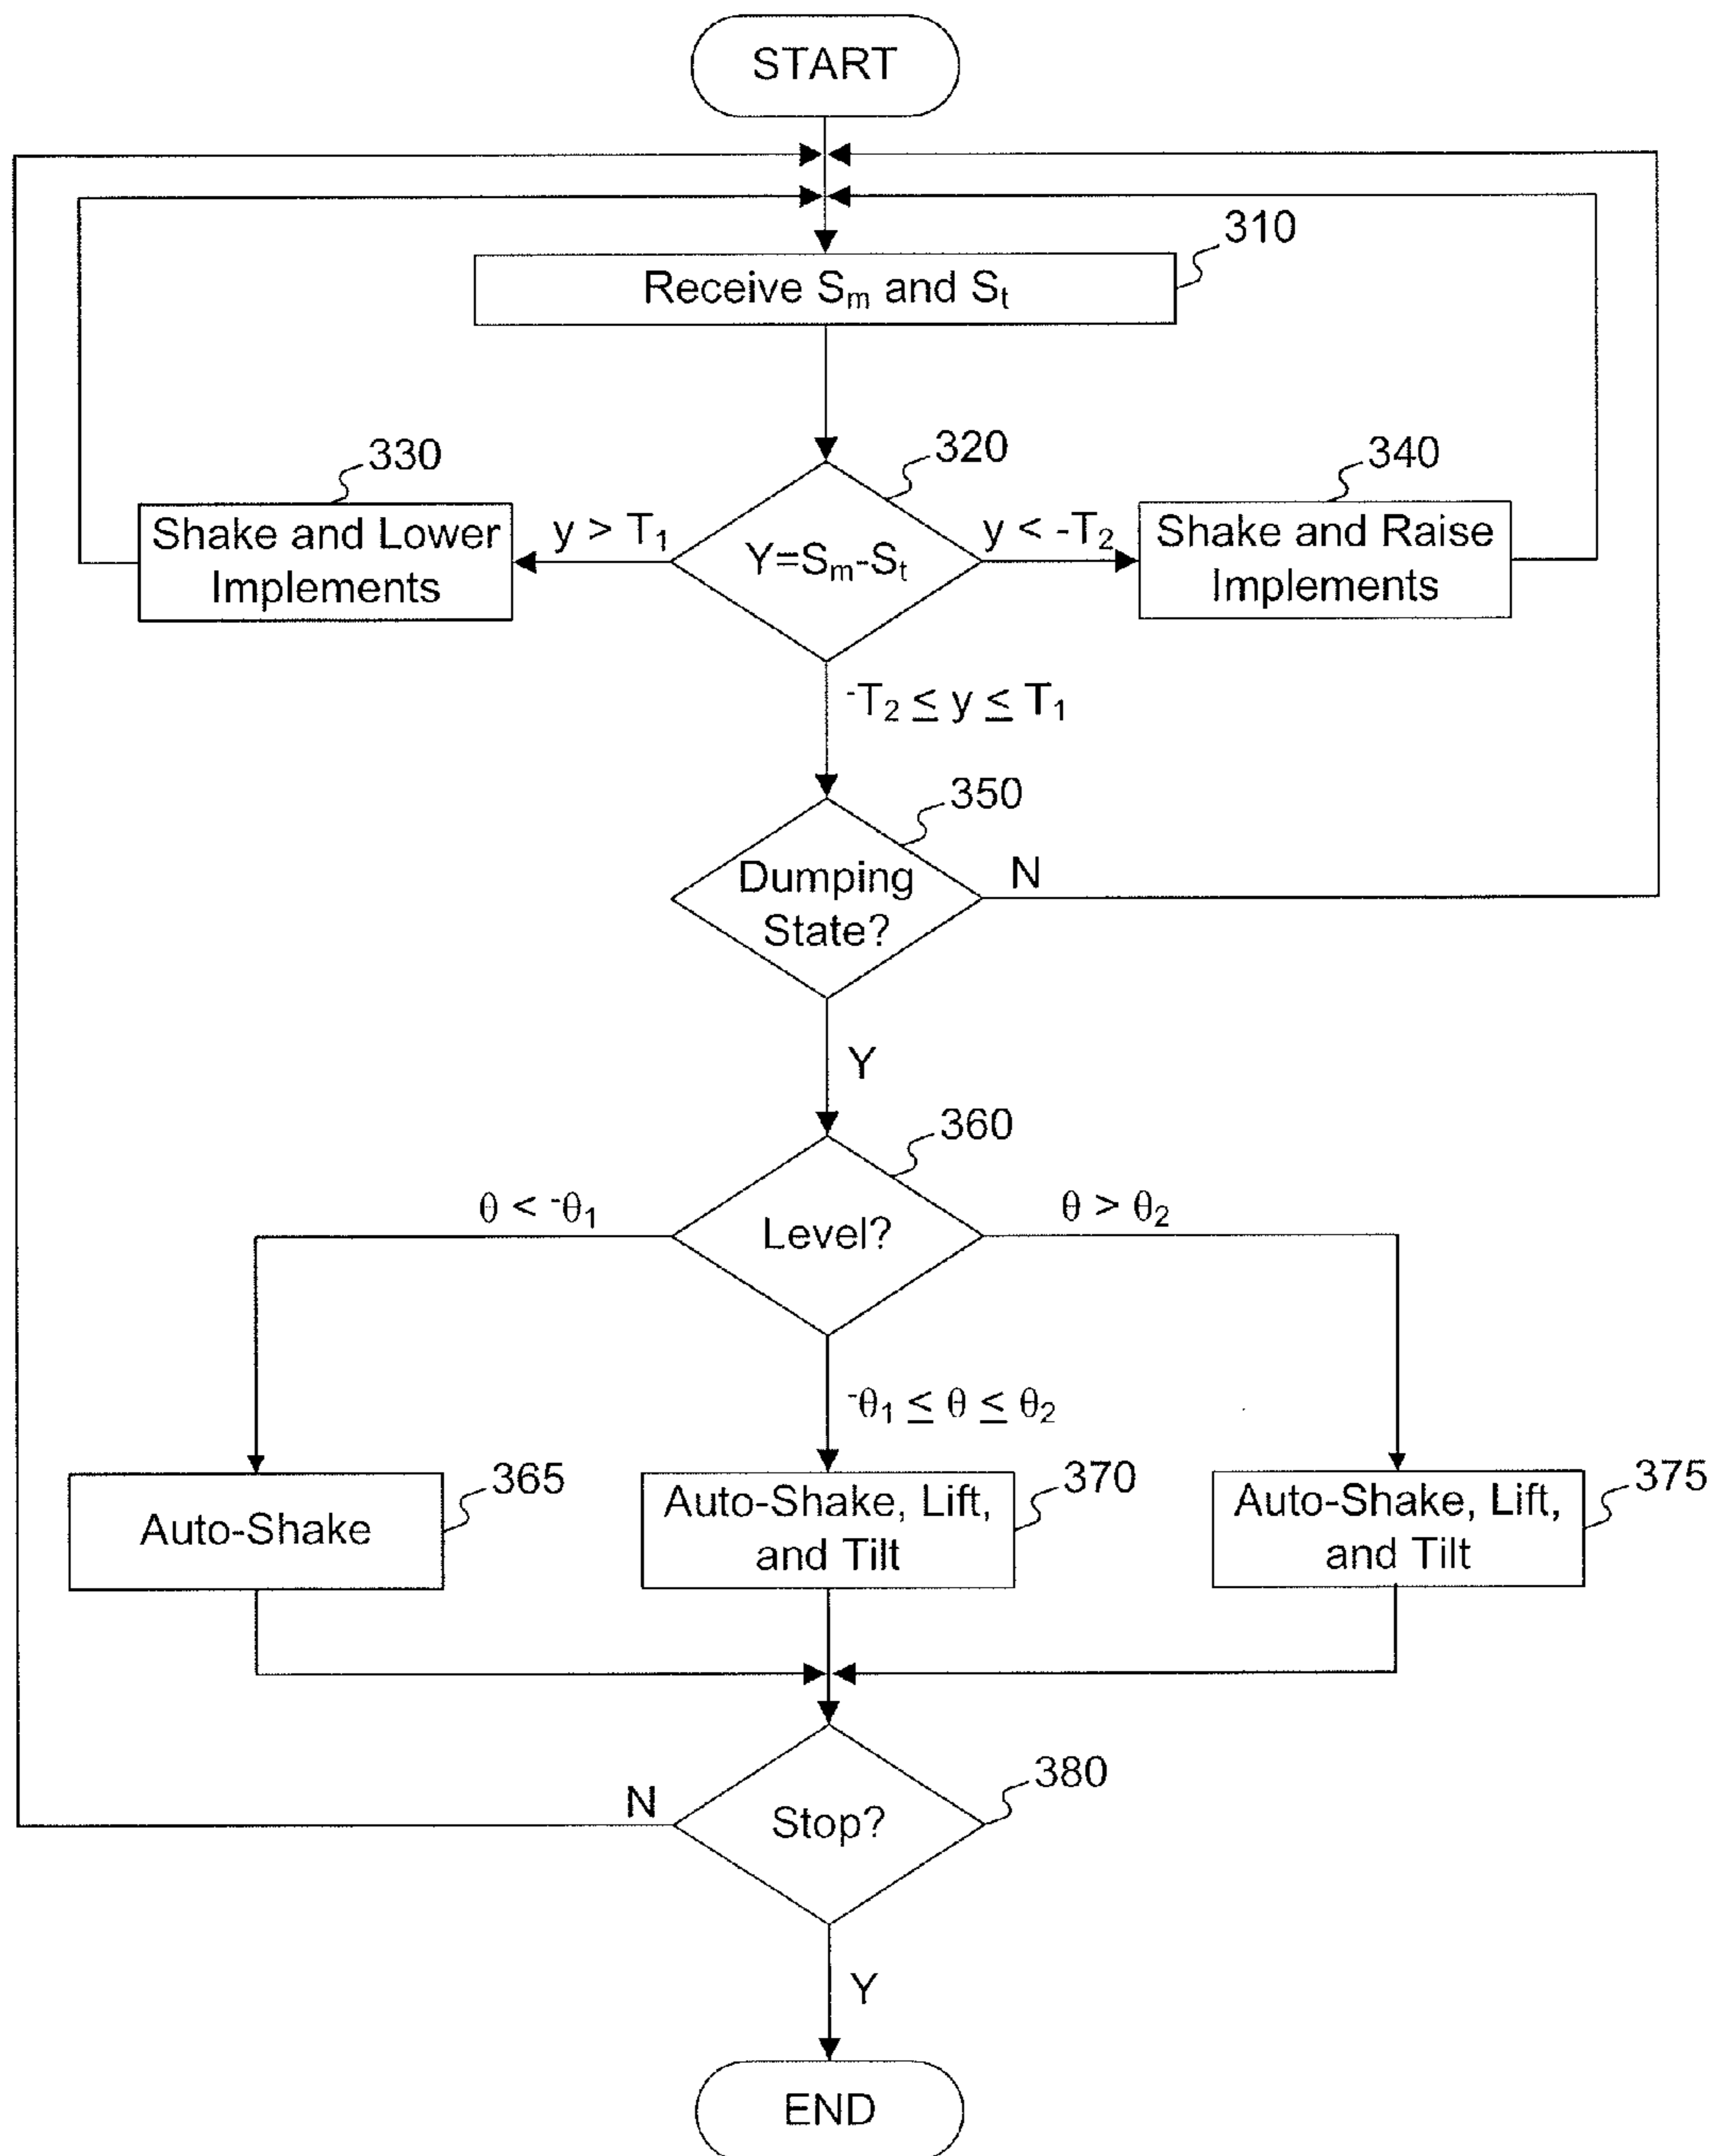 START
310
Receive Sₘ and Sₜ
320
330
340
Shake and Lower
Implements
y > T₁
Y=Sₘ-Sₜ
y < -T₂
Shake and Raise
Implements
-T₂ ≤ y ≤ T₁
350
Dumping
State?
N
Y
360
θ < -θ₁
Level?
θ > θ₂
-θ₁ ≤ θ ≤ θ₂
365
Auto-Shake
370
Auto-Shake, Lift,
and Tilt
375
Auto-Shake, Lift,
and Tilt
380
N
Stop?
Y
END